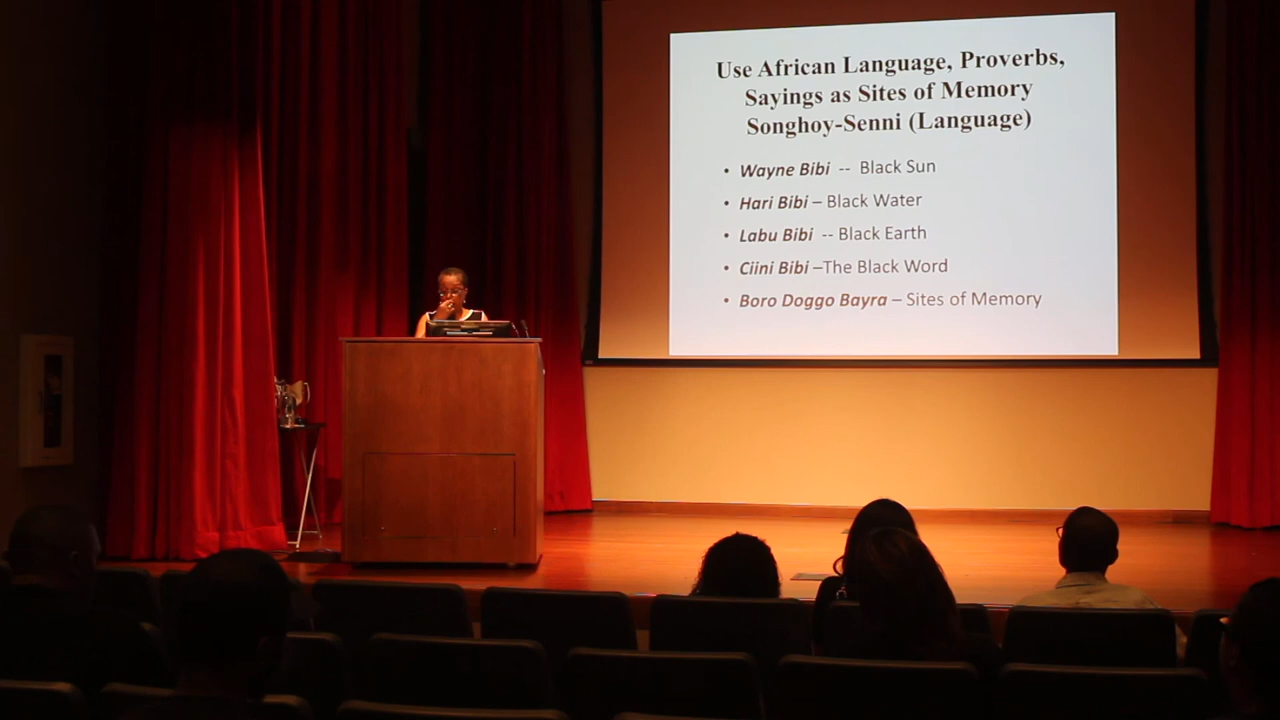 Use African Language, Proverbs,
Sayings as Sites of Memory
Songhoy-Senni (Language)
• Wayne Bibi -- Black Sun
• Hari Bibi – Black Water
• Labu Bibi -- Black Earth
• Ciini Bibi –The Black Word
• Boro Doggo Bayra – Sites of Memory